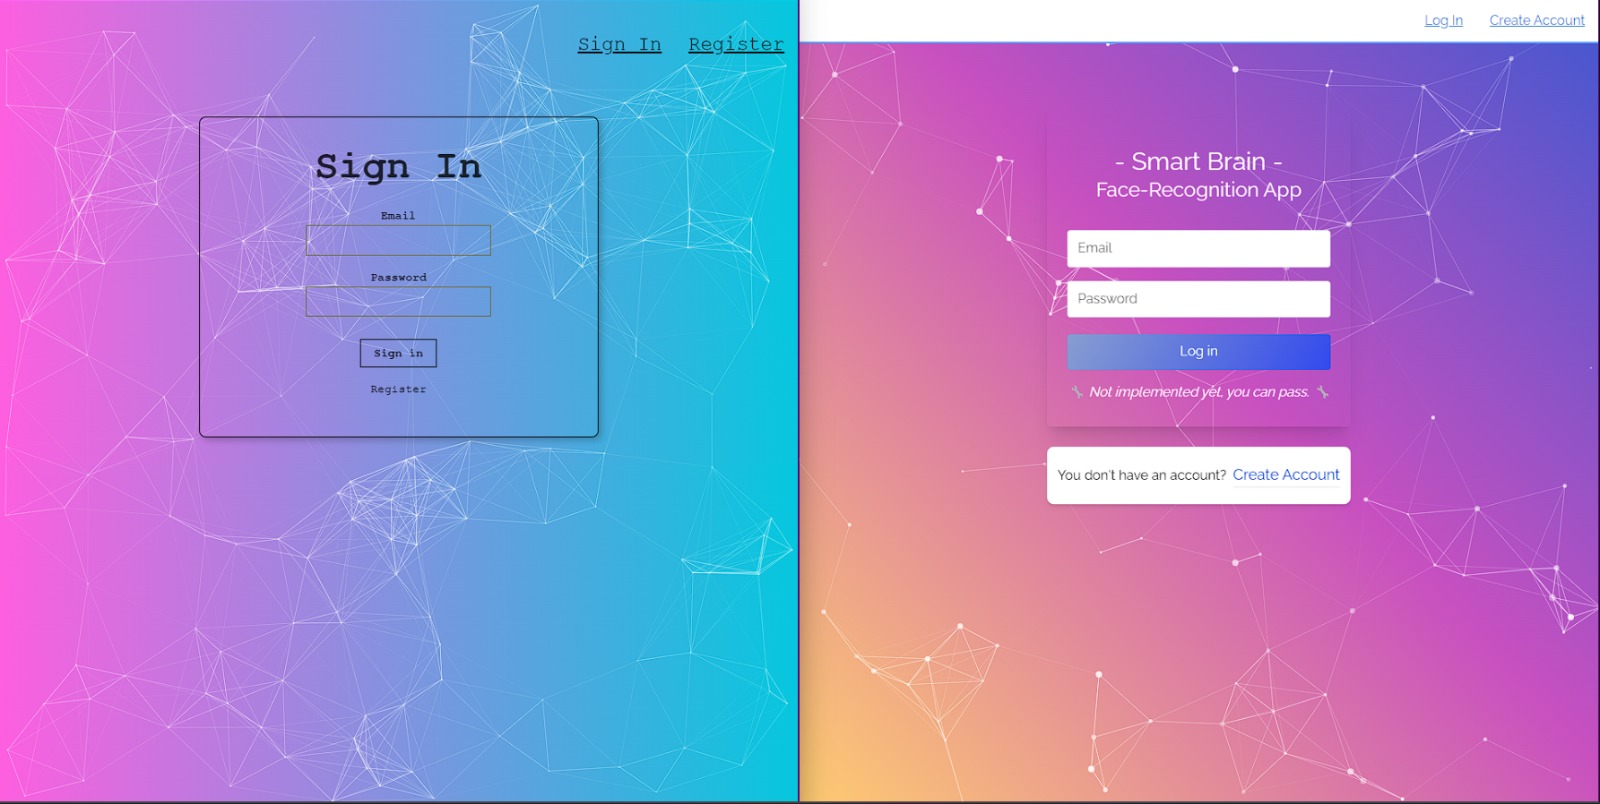 Sign In Register
Sign In
Email
Password
Sign in
Register
Log In Create Account
- Smart Brain -
Face-Recognition App
Email
Password
Log in
Not implemented yet, you can pass.
You don't have an account? Create Account